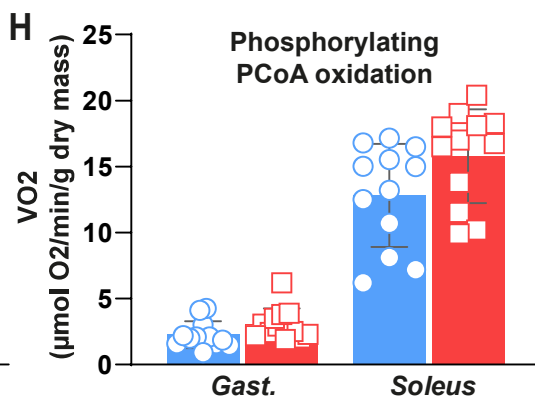 H
Phosphorylating
PCoA oxidation
VO2
(µmol O2/min/g dry mass)
25
20
15
10
5
0
Gast.
Soleus